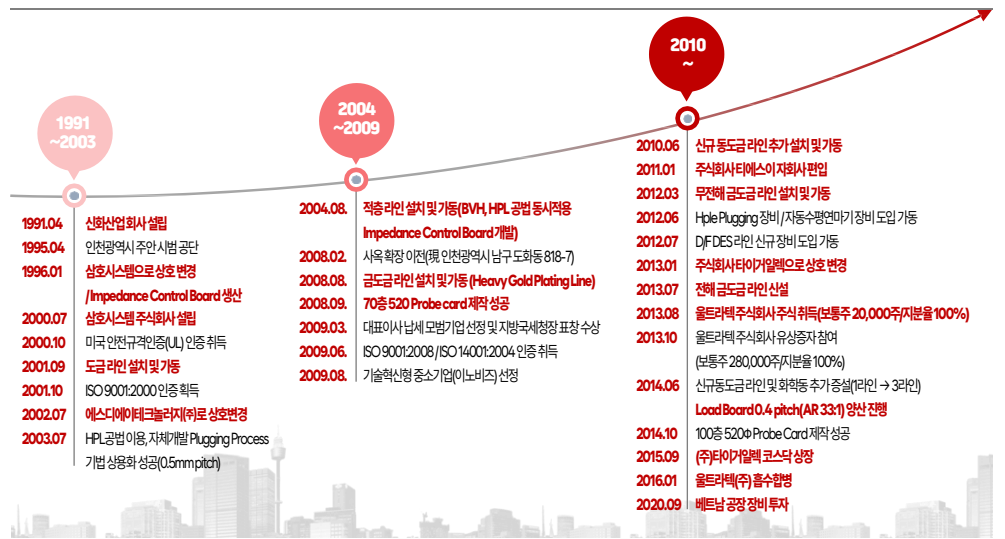 1991
~2003
1991.04 신화산업 회사 설립
1995.04 인천광역시 주안 시범 공단
1996.01 삼호시스템으로 상호 변경
/Impedance Control Board 생산
2000.07 삼호시스템 주식회사 설립
2000.10 미국 안전규격인증(UL) 인증 취득
2001.09 도금 라인 설치 및 가동
2001.10 ISO 9001:2000 인증 획득
2002.07 에스디에이테크놀러지(주)로 상호변경
2003.07 HPL공법 이용, 자체개발 Plugging Process
기법 상용화 성공(0.5mm pitch)
2004
~2009
2004.08. 적층 라인 설치 및 가동(BVH, HPL 공법 동시적용
Impedance Control Board 개발)
2008.02. 사옥 확장 이전(現 인천광역시 남구 도화동 818-7)
2008.08. 금도금 라인 설치 및 가동 (Heavy Gold Plating Line)
2008.09. 70층 520 Probe card 제작 성공
2009.03. 대표이사 납세 모범기업 선정 및 지방국세청장 표창 수상
2009.06. ISO 9001:2008 / ISO 14001:2004 인증 취득
2009.08. 기술혁신형 중소기업(이노비즈) 선정
2010
~
2010.06 신규 동도금 라인 추가 설치 및 가동
2011.01 주식회사 티에스이 자회사 편입
2012.03 무전해 금도금 라인 설치 및 가동
2012.06 Hple Plugging 장비 / 자동수평연마기 장비 도입 가동
2012.07 D/F DES 라인 신규 장비 도입 가동
2013.01 주식회사 타이거일렉으로 상호 변경
2013.07 전해 금도금 라인 신설
2013.08 울트라텍 주식회사 주식 취득(보통주 20,000주/지분율 100%)
2013.10 울트라텍 주식회사 유상증자 참여
(보통주 280,000주/지분율 100%)
2014.06 신규동도금 라인 및 화학동 추가 증설(1라인 → 3라인)
Load Board 0.4 pitch(AR 33:1) 양산 진행
2014.10 100층 520Φ Probe Card 제작 성공
2015.09 (주)타이거일렉 코스닥 상장
2016.01 울트라텍(주) 흡수합병
2020.09 베트남 공장 장비 투자